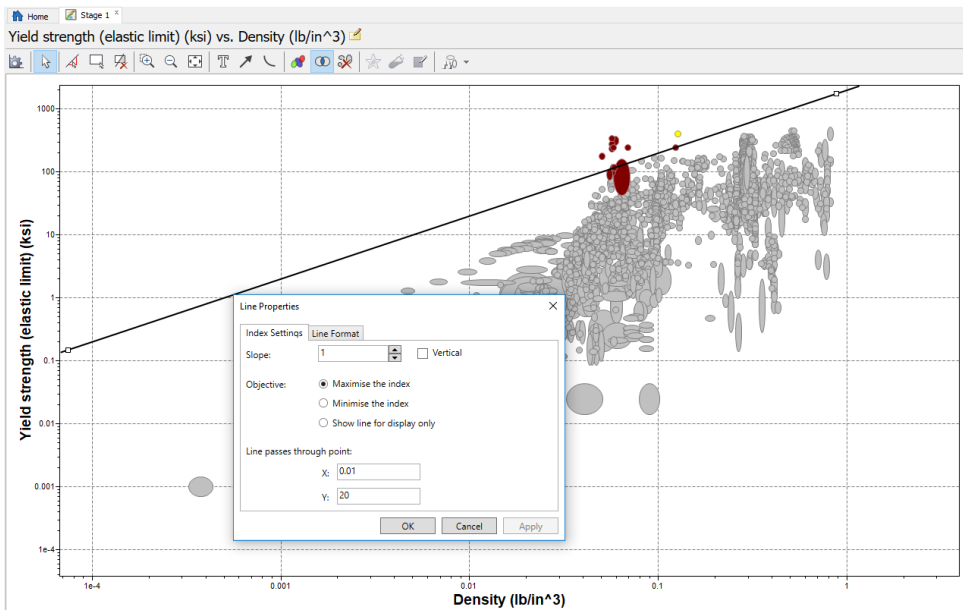 Home Stage 1 x
Yield strength (elastic limit) (ksi) vs. Density (lb/in^3)
T
Yield strength (elastic limit) (ksi)
1000
100
10
1
0.1
0.01
0.001
1e-4
Line Properties
Index Settings Line Format
Slope: 1 Vertical
Objective: Maximise the index
Minimise the index
Show line for display only
Line passes through point:
X: 0.01
Y: 20
OK Cancel Apply
1e-4 0.001 0.01 0.1 1
Density (lb/in^3)